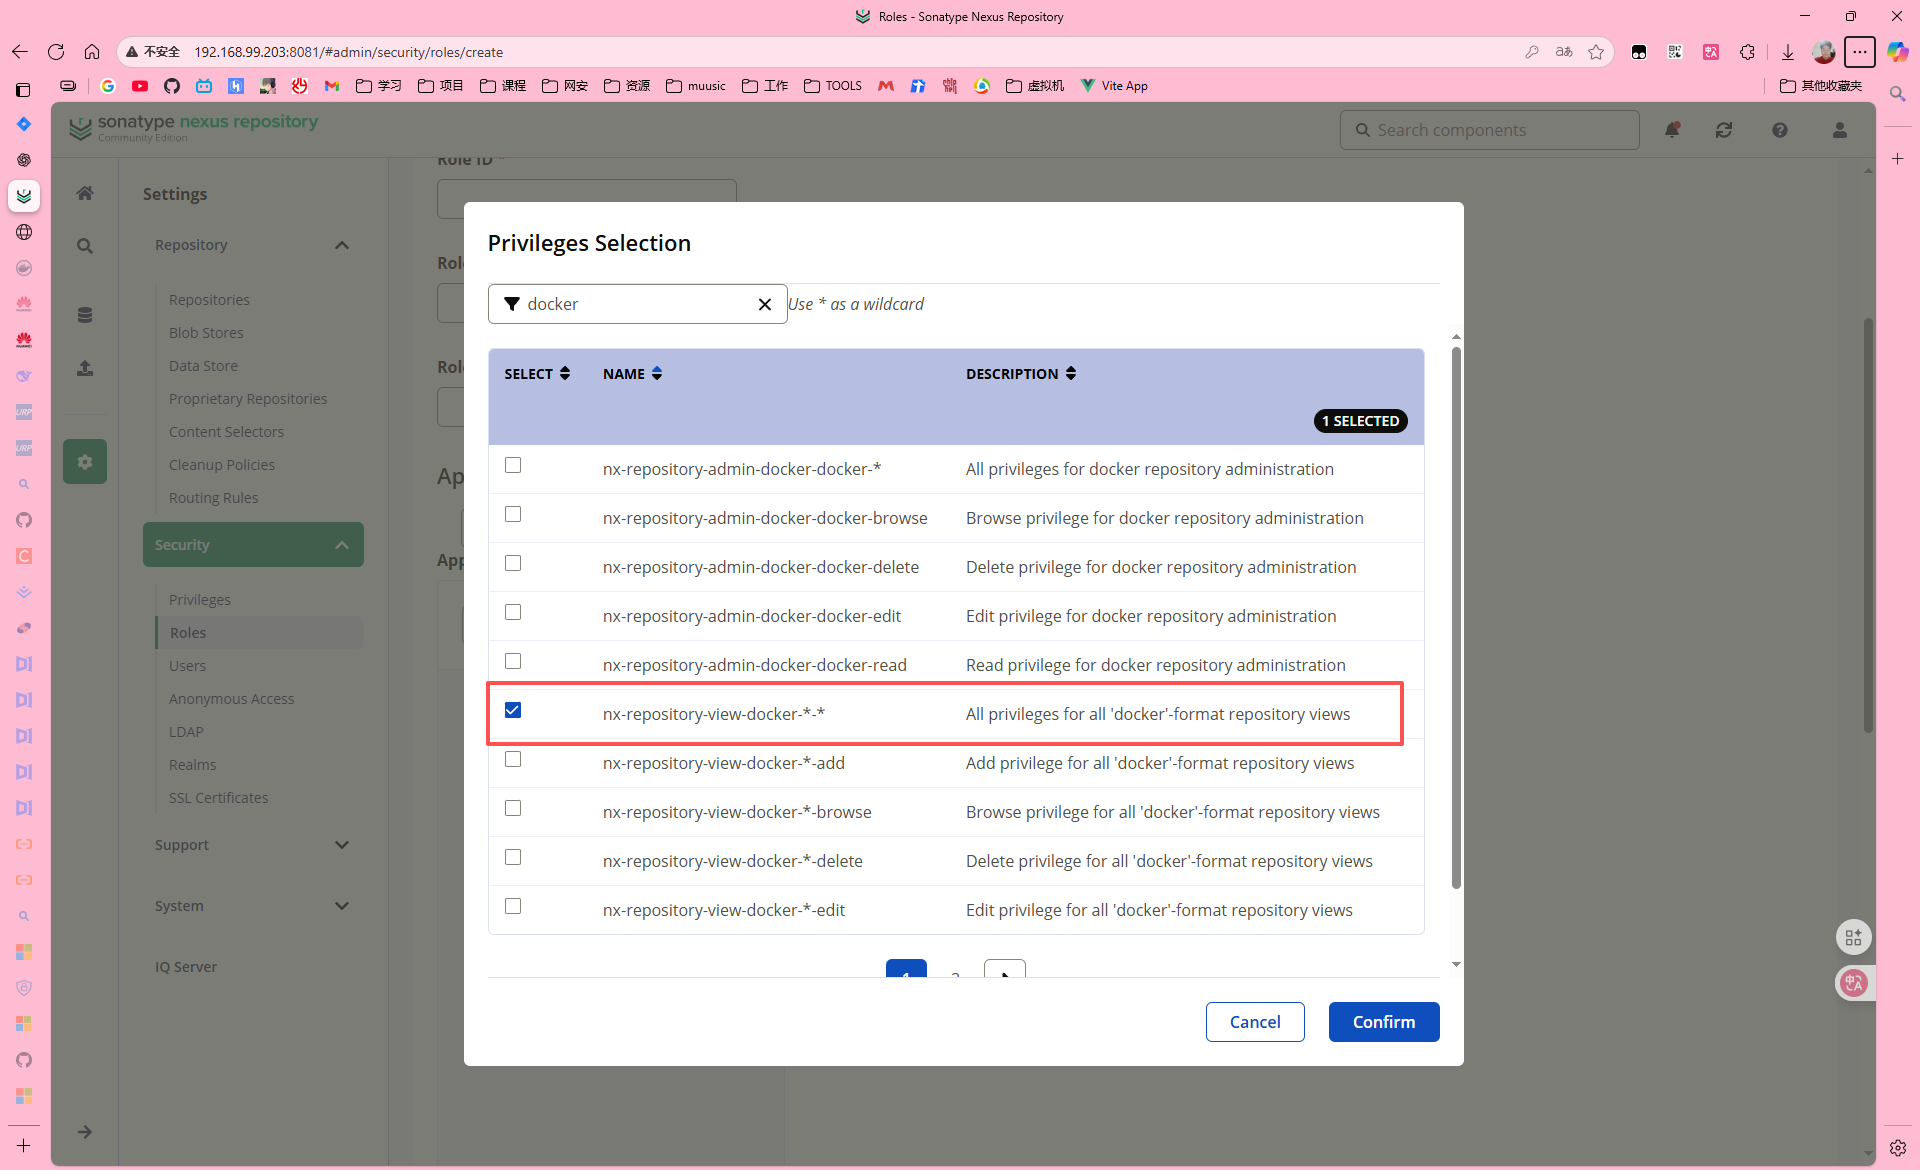 Roles - Sonatype Nexus Repository
不安全 192.168.99.203:8081/#admin/security/roles/create
学习 项目 课程 网安 资源 muusic 工作 TOOLS 虚拟机 Vite App 其他收藏夹
sonatype nexus repository
Community Edition
Search components
Settings
Repository
Repositories
Blob Stores
Data Store
Proprietary Repositories
Content Selectors
Cleanup Policies
Routing Rules
Security
Privileges
Roles
Users
Anonymous Access
LDAP
Realms
SSL Certificates
Support
System
IQ Server
Role ID
Privileges Selection
docker
Use * as a wildcard
SELECT NAME DESCRIPTION
1 SELECTED
nx-repository-admin-docker-docker-* All privileges for docker repository administration
nx-repository-admin-docker-docker-browse Browse privilege for docker repository administration
nx-repository-admin-docker-docker-delete Delete privilege for docker repository administration
nx-repository-admin-docker-docker-edit Edit privilege for docker repository administration
nx-repository-admin-docker-docker-read Read privilege for docker repository administration
nx-repository-view-docker-*-* All privileges for all 'docker'-format repository views
nx-repository-view-docker-*-add Add privilege for all 'docker'-format repository views
nx-repository-view-docker-*-browse Browse privilege for all 'docker'-format repository views
nx-repository-view-docker-*-delete Delete privilege for all 'docker'-format repository views
nx-repository-view-docker-*-edit Edit privilege for all 'docker'-format repository views
Cancel Confirm